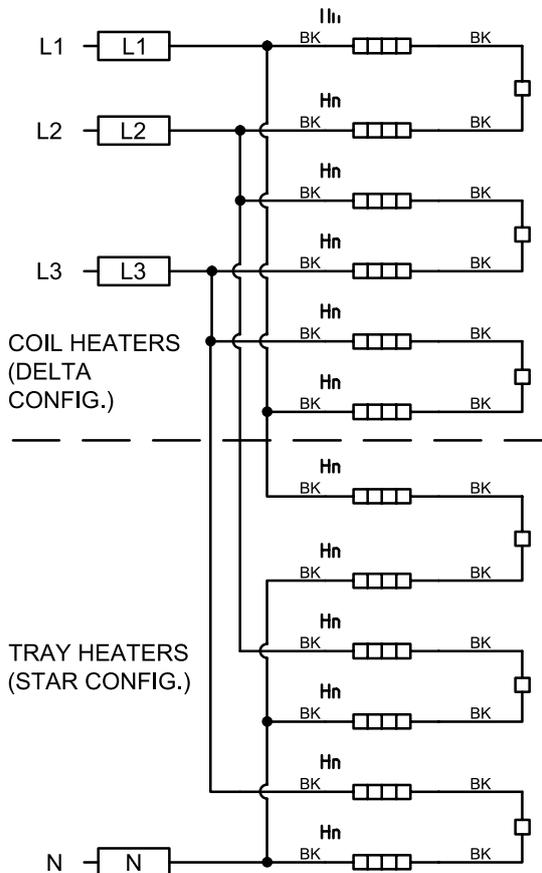 L1 L1 BK BK
Hn
L2 L2 BK BK
Hn
BK BK
Hn
L3 L3 BK BK
Hn
BK BK
COIL HEATERS
(DELTA
CONFIG.)
Hn
BK BK
Hn
BK BK
Hn
BK BK
Hn
BK BK
TRAY HEATERS
(STAR CONFIG.)
Hn
BK BK
Hn
BK BK
Hn
N N BK BK